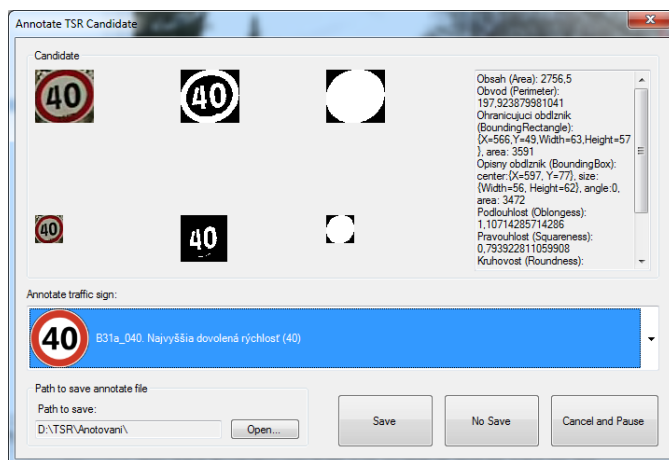 Annotate TSR Candidate
Candidate
40
40
40
40
Obsah (Area): 2756,5
Obvod (Perimeter):
197,923879981041
Ohranicujuci obdlznik
(BoundingRectangle):
{X=566,Y=49,Width=63,Height=57
}, area: 3591
Opisny obdlznik (BoundingBox):
center:{X=597, Y=77}, size:
{Width=56, Height=62}, angle:0,
area: 3472
Podlouhlost (Oblongess):
1,10714285714286
Pravouhlost (Squareness):
0,793922811059908
Kruhovost (Roundness):
Annotate traffic sign:
40 B31a_040. Najvyššia dovolená rýchlosť (40)
Path to save annotate file
Path to save:
D:\TSR\Anotovani\ Open...
Save No Save Cancel and Pause